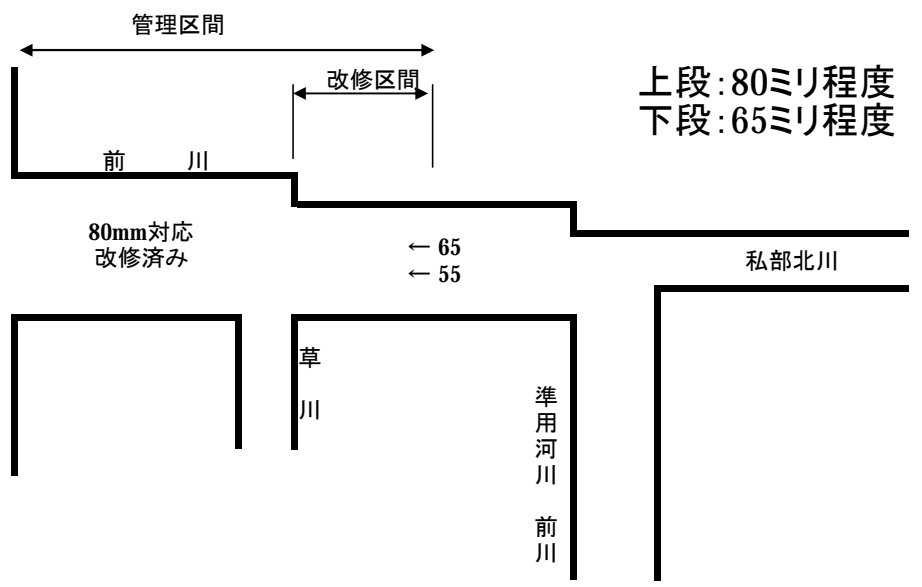 管理区間
改修区間
上段:80ミリ程度
下段:65ミリ程度
前 川
80mm対応
改修済み
← 65
← 55
私部北川
草川
準用河川 前川